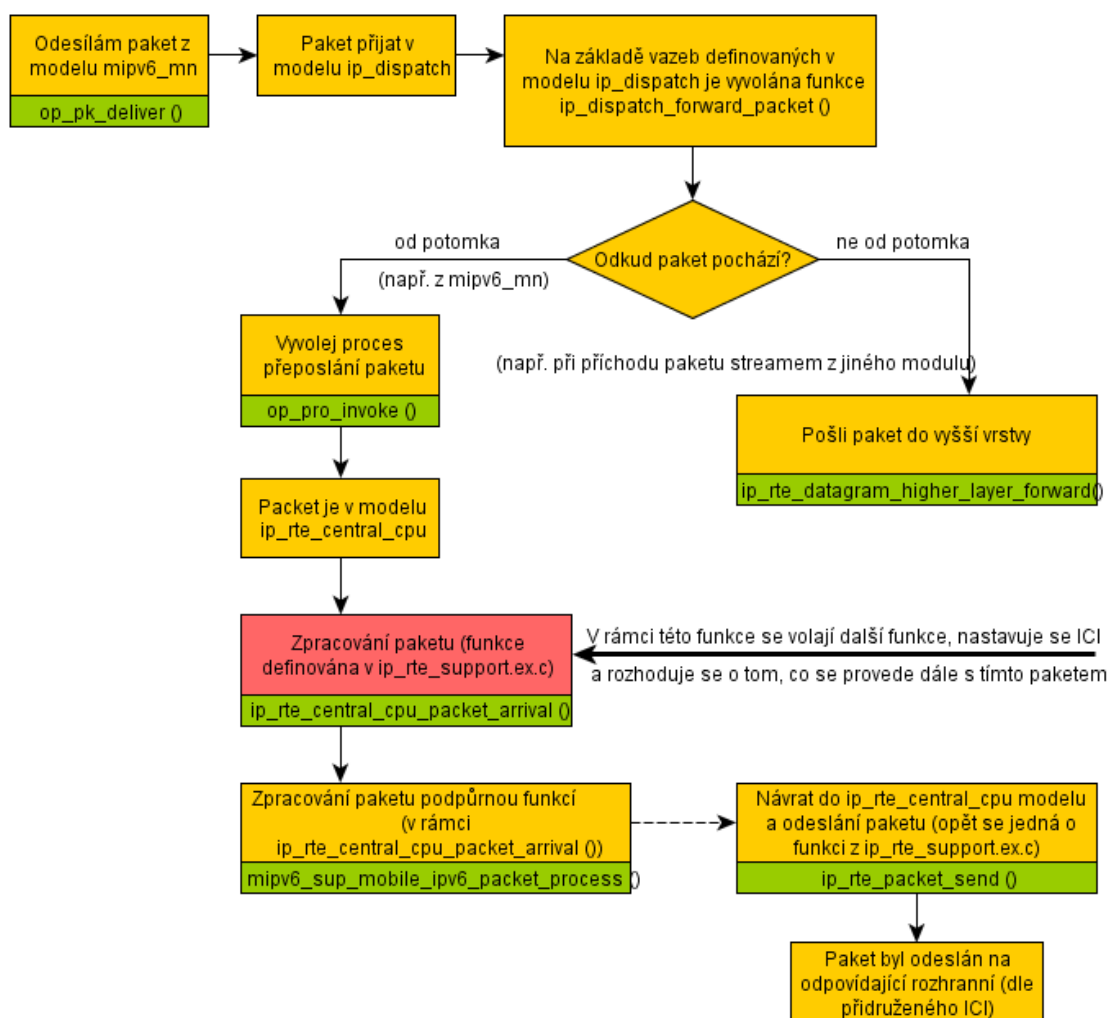 Odesílám paket z
modelu mipv6_mn
op_pk_deliver ()
Paket přijat v
modelu ip_dispatch
Na základě vazeb definovaných v
modelu ip_dispatch je vyvolána funkce
ip_dispatch_forward_packet ()
Odkud paket pochází?
od potomka
(např. z mipv6_mn)
ne od potomka
(např. při příchodu paketu streamem z jiného modulu)
Vyvolej proces
přeposlání paketu
op_pro_invoke ()
Pošli paket do vyšší vrstvy
ip_rte_datagram_higher_layer_forward()
Packet je v modelu
ip_rte_central_cpu
Zpracování paketu (funkce
definována v ip_rte_support.ex.c)
ip_rte_central_cpu_packet_arrival ()
V rámci této funkce se volají další funkce, nastavuje se ICI
a rozhoduje se o tom, co se provede dále s tímto paketem
Zpracování paketu podpůrnou funkcí
(v rámci
ip_rte_central_cpu_packet_arrival ())
mipv6_sup_mobile_ipv6_packet_process ()
Návrat do ip_rte_central_cpu modelu
a odeslání paketu (opět se jedná o
funkci z ip_rte_support.ex.c)
ip_rte_packet_send ()
Paket byl odeslán na
odpovídající rozhranní (dle
přidruženého ICI)